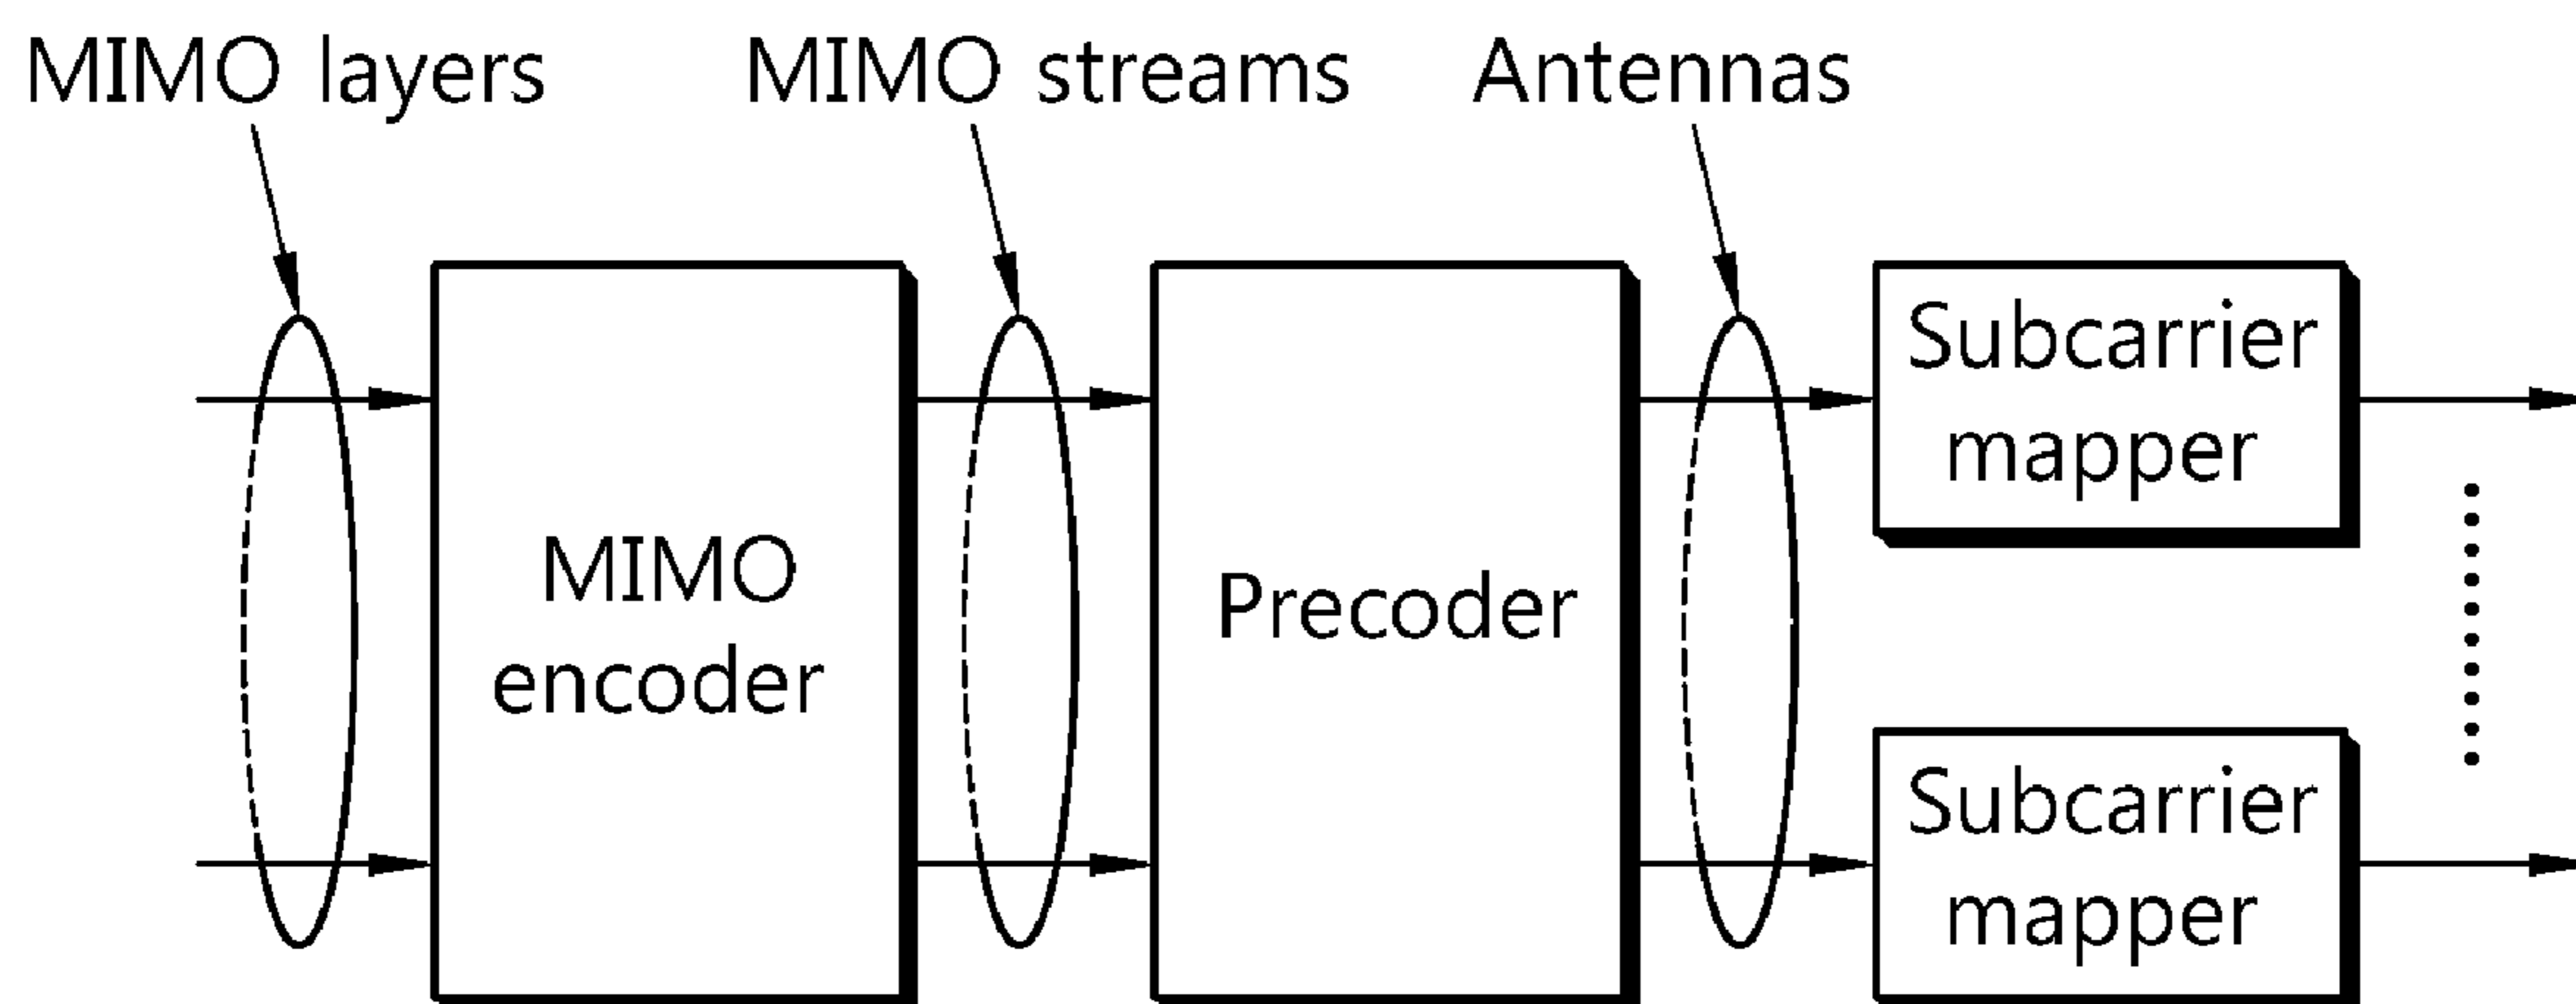 MIMO layers
MIMO streams
Antennas
MIMO
encoder
Precoder
Subcarrier
mapper
Subcarrier
mapper